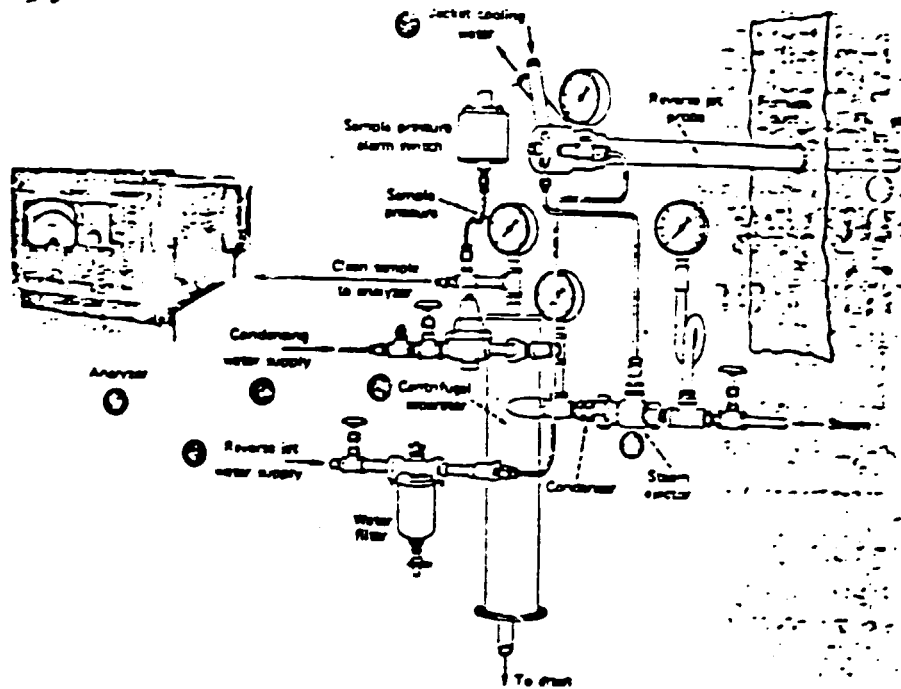 Jacket cooling
water
Reverse jet
probe
Furnace
Sample pressure
alarm switch
Sample
pressure
Clean sample
to analyzer
Condensing
water supply
Analyzer
Centrifugal
separator
Steam
Reverse jet
water supply
Condenser
Steam
ejector
Water
filter
To drain